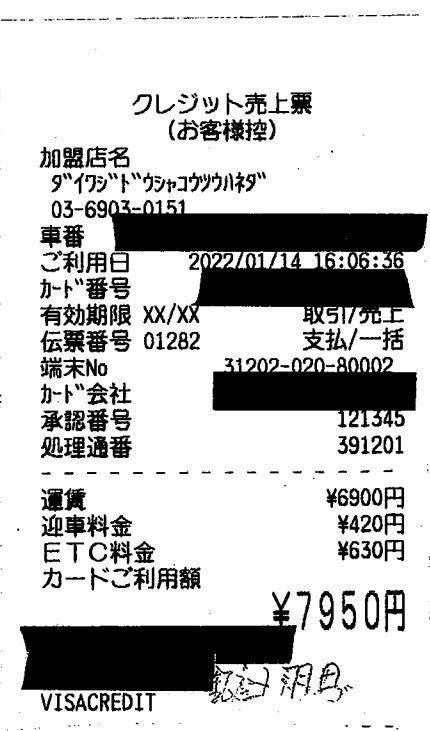 クレジット売上票
(お客様控)
加盟店名
ダイワジドウシャコウツウハネダ
03-6903-0151
車番
ご利用日 2022/01/14 16:06:36
カード番号
有効期限 XX/XX 取引/売上
伝票番号 01282 支払/一括
端末No 31202-020-80002
カード会社
承認番号 121345
処理通番 391201
運賃 ¥6900円
迎車料金 ¥420円
ETC料金 ¥630円
カードご利用額
¥7950円
VISACREDIT